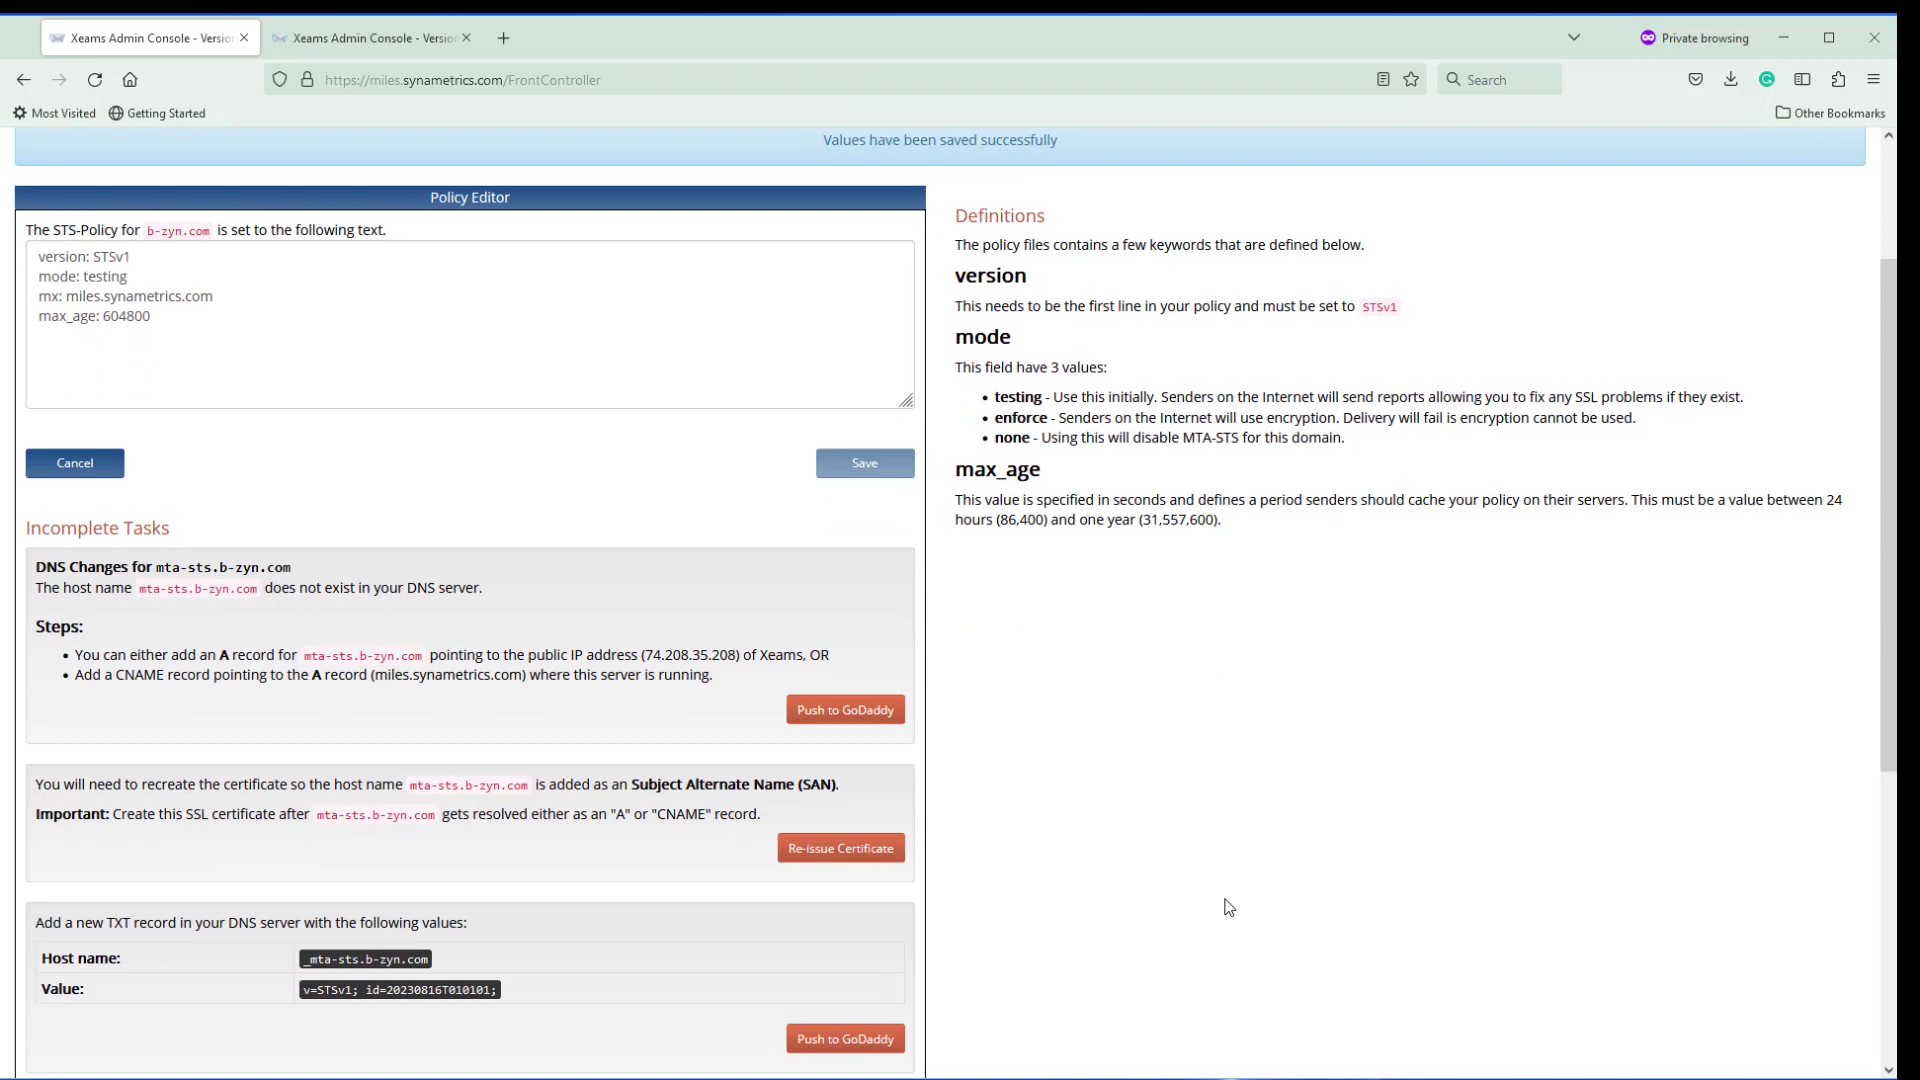 Xeams Admin Console - Version
Xeams Admin Console - Version
Private browsing
https://miles.synametrics.com/FrontController
Search
Most Visited
Getting Started
Other Bookmarks
Values have been saved successfully
Policy Editor
The STS-Policy for b-zyn.com is set to the following text.
version: STSv1
mode: testing
mx: miles.synametrics.com
max_age: 604800
Cancel
Save
Incomplete Tasks
DNS Changes for mta-sts.b-zyn.com
The host name mta-sts.b-zyn.com does not exist in your DNS server.
Steps:
• You can either add an A record for mta-sts.b-zyn.com pointing to the public IP address (74.208.35.208) of Xeams, OR
• Add a CNAME record pointing to the A record (miles.synametrics.com) where this server is running.
Push to GoDaddy
You will need to recreate the certificate so the host name mta-sts.b-zyn.com is added as an Subject Alternate Name (SAN).
Important: Create this SSL certificate after mta-sts.b-zyn.com gets resolved either as an "A" or "CNAME" record.
Re-issue Certificate
Add a new TXT record in your DNS server with the following values:
Host name: _mta-sts.b-zyn.com
Value: v=STSv1; id=20230816T010101;
Push to GoDaddy
Definitions
The policy files contains a few keywords that are defined below.
version
This needs to be the first line in your policy and must be set to STSv1
mode
This field have 3 values:
• testing - Use this initially. Senders on the Internet will send reports allowing you to fix any SSL problems if they exist.
• enforce - Senders on the Internet will use encryption. Delivery will fail is encryption cannot be used.
• none - Using this will disable MTA-STS for this domain.
max_age
This value is specified in seconds and defines a period senders should cache your policy on their servers. This must be a value between 24
hours (86,400) and one year (31,557,600).